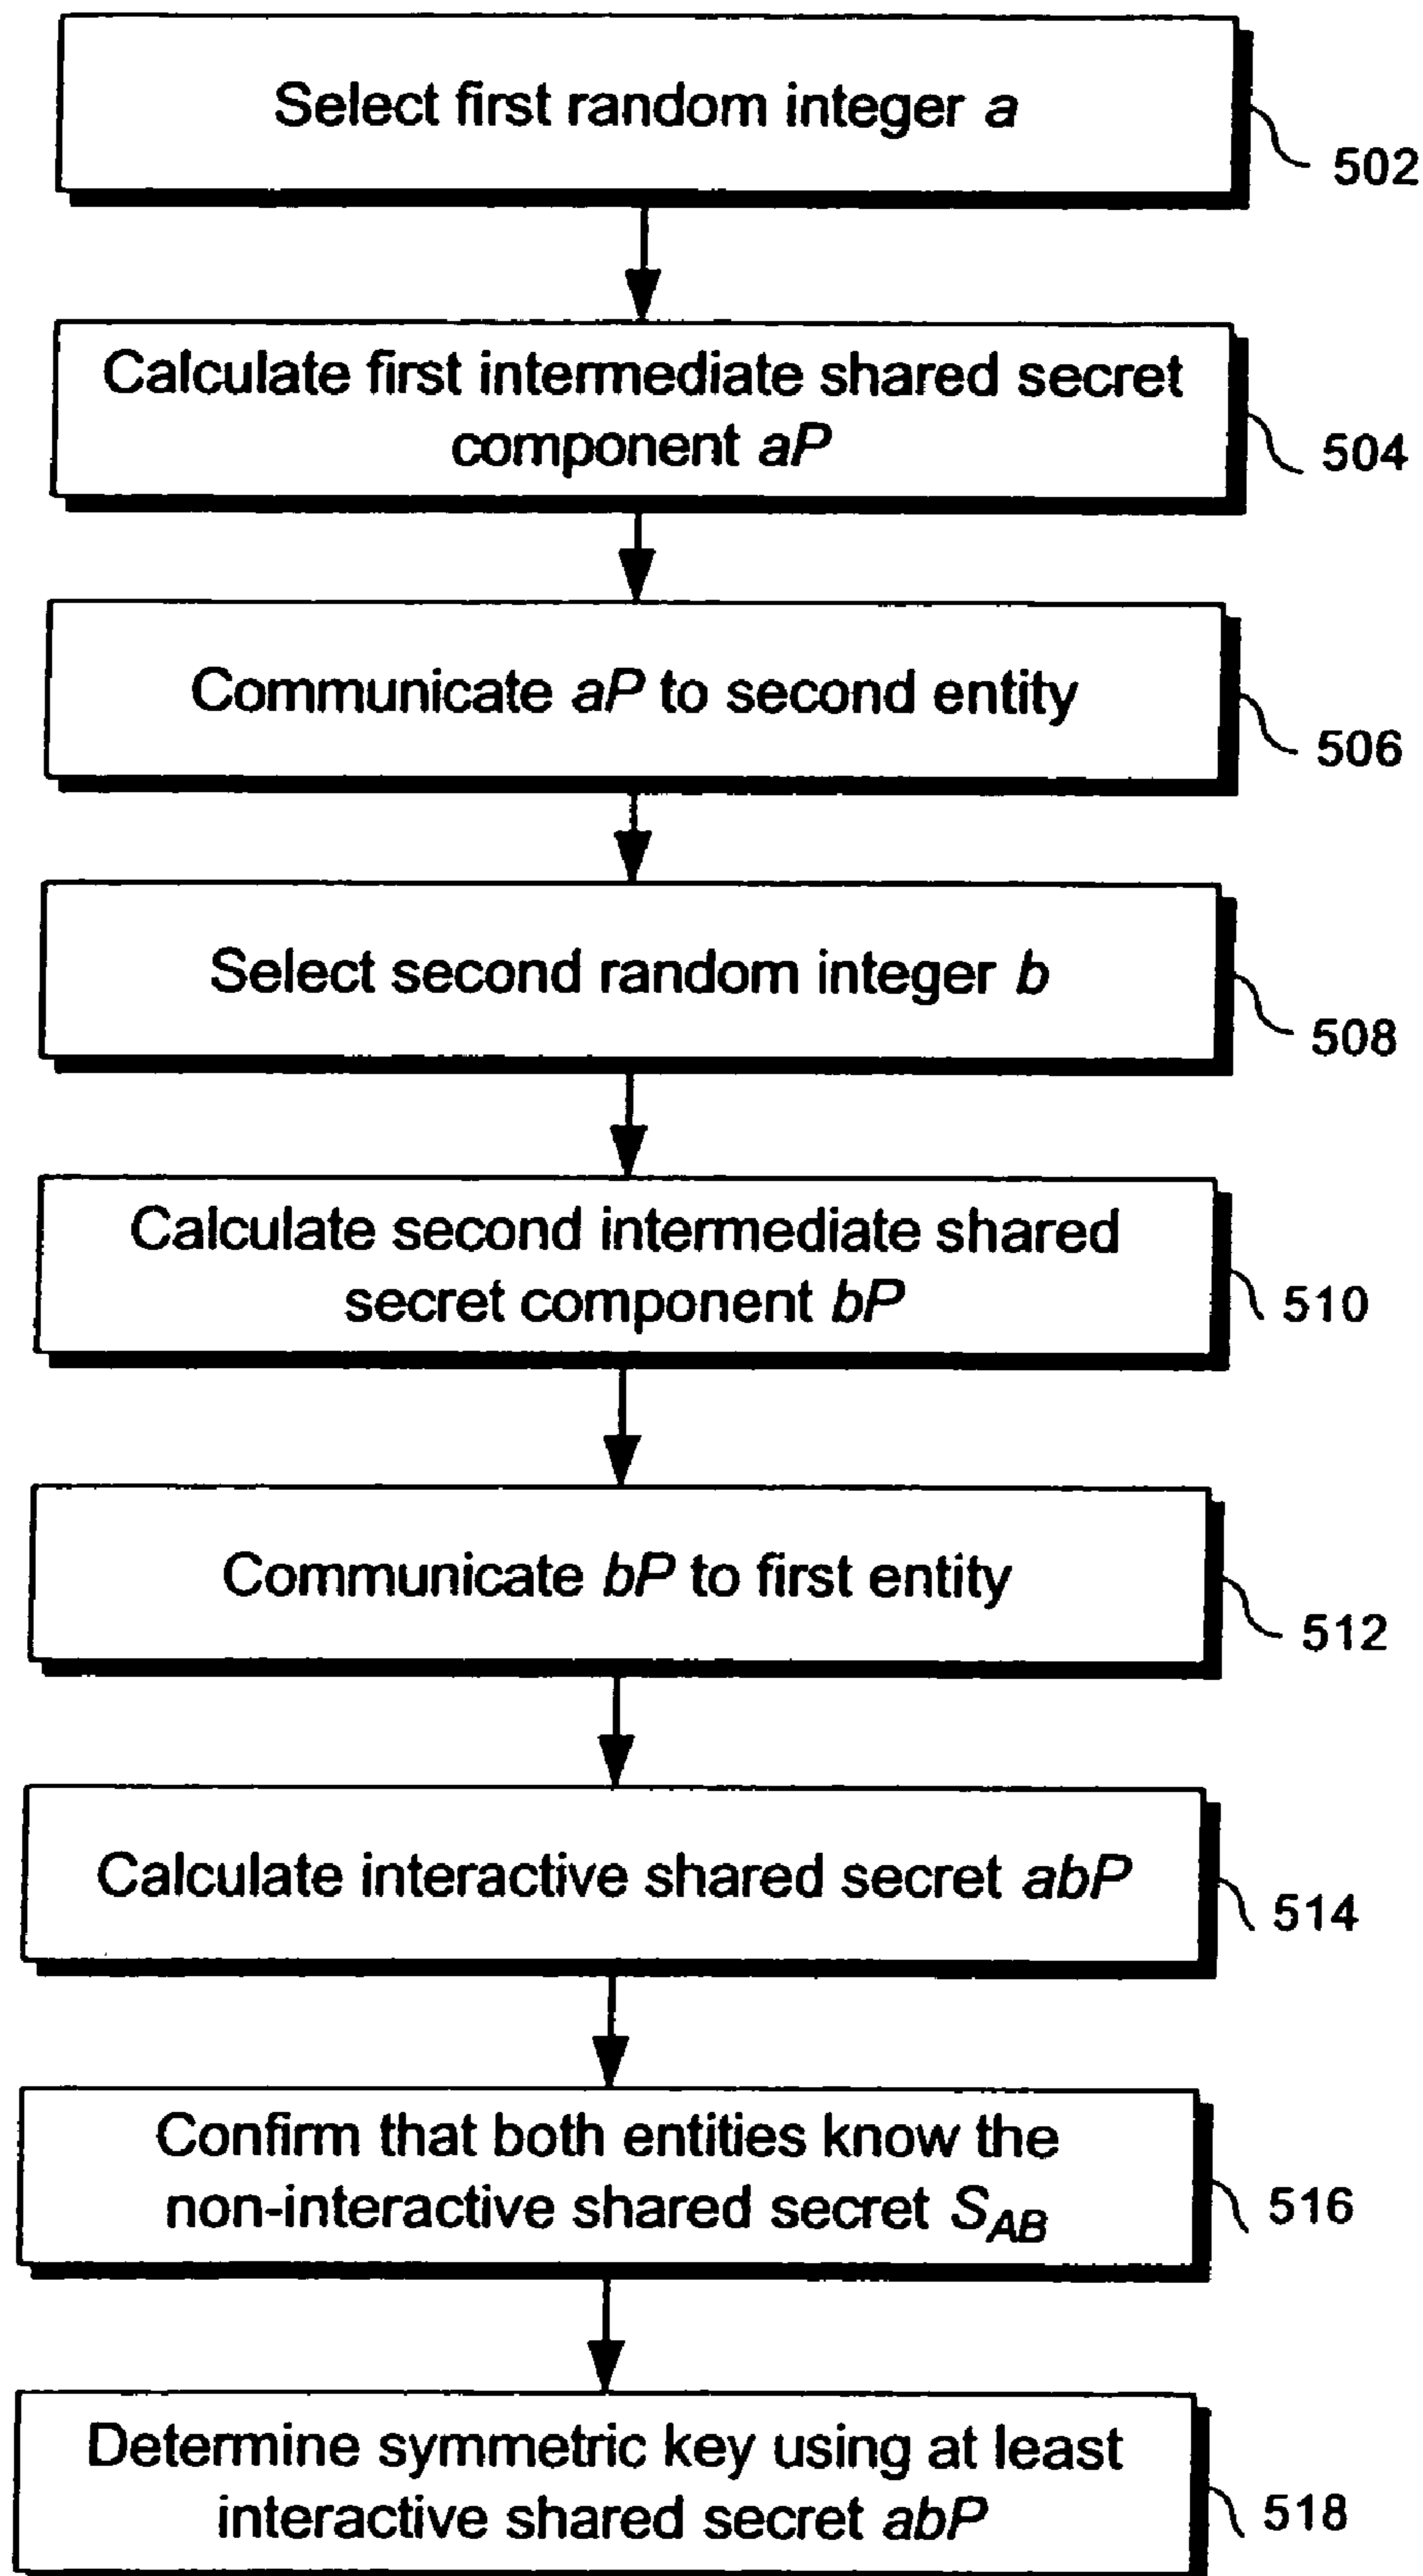 Select first random integer a
502
Calculate first intermediate shared secret
component aP
504
Communicate aP to second entity
506
Select second random integer b
508
Calculate second intermediate shared
secret component bP
510
Communicate bP to first entity
512
Calculate interactive shared secret abP
514
Confirm that both entities know the
non-interactive shared secret S_AB
516
Determine symmetric key using at least
interactive shared secret abP
518